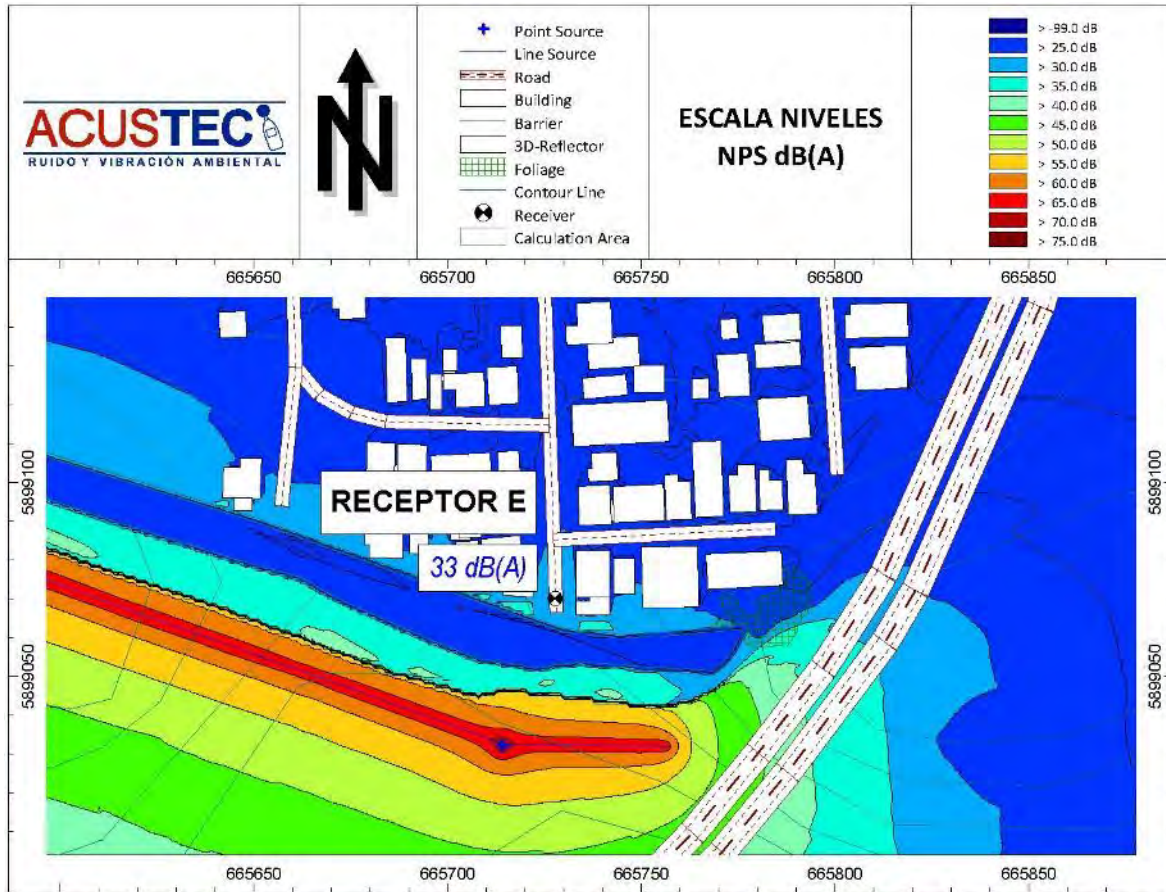 ACUSTEC
RUIDO Y VIBRACIÓN AMBIENTAL
N
Point Source
Line Source
Road
Building
Barrier
3D-Reflector
Foliage
Contour Line
Receiver
Calculation Area
ESCALA NIVELES
NPS dB(A)
> -99.0 dB
> 25.0 dB
> 30.0 dB
> 35.0 dB
> 40.0 dB
> 45.0 dB
> 50.0 dB
> 55.0 dB
> 60.0 dB
> 65.0 dB
> 70.0 dB
> 75.0 dB
665650 665700 665750 665800 665850
5899100 5899100
RECEPTOR E
33 dB(A)
5899050 5899050
665650 665700 665750 665800 665850